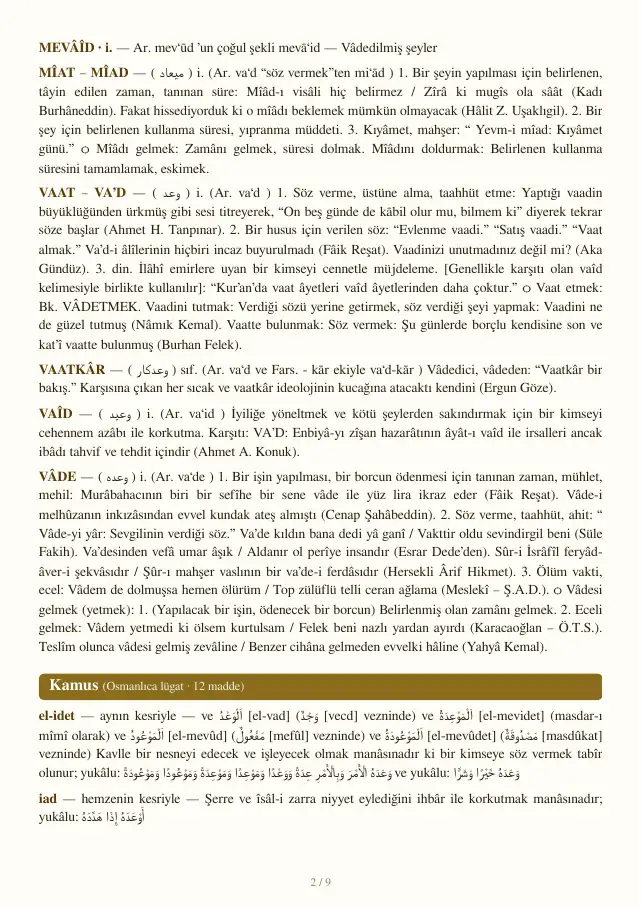 MEVÂÎD · i. — Ar. mev‘ūd ’un çoğul şekli mevā‘id — Vâdedilmiş şeyler
MÎAT – MÎAD — ( ميعاد ) i. (Ar. va‘d “söz vermek”ten mi‘ād ) 1. Bir şeyin yapılması için belirlenen,
tâyin edilen zaman, tanınan süre: Mîâd-ı visâli hiç belirmez / Zîrâ ki mugîs ola sâât (Kadı
Burhâneddin). Fakat hissediyorduk ki o mîâdı beklemek mümkün olmayacak (Hâlit Z. Uşaklıgil). 2. Bir
şey için belirlenen kullanma süresi, yıpranma müddeti. 3. Kıyâmet, mahşer: “ Yevm-i mîad: Kıyâmet
günü.” ѻ Mîâdı gelmek: Zamânı gelmek, süresi dolmak. Mîadını doldurmak: Belirlenen kullanma
süresini tamamlamak, eskimek.
VAAT – VA’D — ( وعد ) i. (Ar. va‘d ) 1. Söz verme, üstüne alma, taahhüt etme: Yaptığı vaadin
büyüklüğünden ürkmüş gibi sesi titreyerek, “On beş günde de kābil olur mu, bilmem ki” diyerek tekrar
söze başlar (Ahmet H. Tanpınar). 2. Bir husus için verilen söz: “Evlenme vaadi.” “Satış vaadi.” “Vaat
almak.” Va’d-i âlîlerinin hiçbiri incaz buyurulmadı (Fâik Reşat). Vaadinizi unutmadınız değil mi? (Aka
Gündüz). 3. din. İlâhî emirlere uyan bir kimseyi cennetle müjdeleme. [Genellikle karşıtı olan vaîd
kelimesiyle birlikte kullanılır]: “Kur’an’da vaat âyetleri vaîd âyetlerinden daha çoktur.” ѻ Vaat etmek:
Bk. VÂDETMEK. Vaadini tutmak: Verdiği sözü yerine getirmek, söz verdiği şeyi yapmak: Vaadini ne
de güzel tutmuş (Nâmık Kemal). Vaatte bulunmak: Söz vermek: Şu günlerde borçlu kendisine son ve
kat’î vaatte bulunmuş (Burhan Felek).
VAATKÂR — ( وعدكار ) sıf. (Ar. va‘d ve Fars. - kār ekiyle va‘d-kār ) Vâdedici, vâdeden: “Vaatkâr bir
bakış.” Karşısına çıkan her sıcak ve vaatkâr ideolojinin kucağına atacaktı kendini (Ergun Göze).
VAÎD — ( وعيد ) i. (Ar. va‘id ) İyiliğe yöneltmek ve kötü şeylerden sakındırmak için bir kimseyi
cehennem azâbı ile korkutma. Karşıtı: VA’D: Enbiyâ-yı zîşan hazarâtının âyât-ı vaîd ile irsalleri ancak
ibâdı tahvif ve tehdit içindir (Ahmet A. Konuk).
VÂDE — ( وعده ) i. (Ar. va‘de ) 1. Bir işin yapılması, bir borcun ödenmesi için tanınan zaman, mühlet,
mehil: Murâbahacının biri bir sefîhe bir sene vâde ile yüz lira ikraz eder (Fâik Reşat). Vâde-i
melhûzanın inkızâsından evvel kundak ateş almıştı (Cenap Şahâbeddin). 2. Söz verme, taahhüt, ahit: “
Vâde-yi yâr: Sevgilinin verdiği söz.” Va’de kıldın bana dedi yâ ganî / Vakttir oldu sevindirgil beni (Süle
Fakih). Va’desinden vefâ umar âşık / Aldanır ol perîye insandır (Esrar Dede’den). Sûr-i İsrâfîl feryâd-
âver-i şekvâsıdır / Şûr-ı mahşer vaslının bir va’de-i ferdâsıdır (Hersekli Ârif Hikmet). 3. Ölüm vakti,
ecel: Vâdem de dolmuşsa hemen ölürüm / Top zülüflü telli ceran ağlama (Meslekî – Ş.A.D.). ѻ Vâdesi
gelmek (yetmek): 1. (Yapılacak bir işin, ödenecek bir borcun) Belirlenmiş olan zamânı gelmek. 2. Eceli
gelmek: Vâdem yetmedi ki ölsem kurtulsam / Felek beni nazlı yardan ayırdı (Karacaoğlan – Ö.T.S.).
Teslîm olunca vâdesi gelmiş zevâline / Benzer cihâna gelmeden evvelki hâline (Yahyâ Kemal).
Kamus (Osmanlıca lügat · 12 madde)
el-idet — aynın kesriyle — ve اَلْوَعْدُ [el-vad] (وَجْدٌ [vecd] vezninde) ve اَلْمَوْعِدَةُ [el-mevidet] (masdar-ı
mîmî olarak) ve اَلْمَوْعُودُ [el-mevûd] (مَفْعُولٌ [mefûl] vezninde) ve اَلْمَوْعُودَةُ [el-mevûdet] (مَصْدُوقَةٌ [masdûkat]
vezninde) Kavlle bir nesneyi edecek ve işleyecek olmak manâsınadır ki bir kimseye söz vermek tabîr
olunur; yukâlu: وَعَدَهُ الْأَمْرَ وَبِالْأَمْرِ عِدَةً وَوَعْدًا وَمَوْعِدًا وَمَوْعِدَةً وَمَوْعُودًا وَمَوْعُودَةً ve yukâlu: وَعَدَهُ خَيْرًا وَشَرًّا
iad — hemzenin kesriyle — Şerre ve îsâl-i zarra niyyet eylediğini ihbâr ile korkutmak manâsınadır;
yukâlu: أَوْعَدَهُ إِذَا هَدَّدَهُ
2 / 9